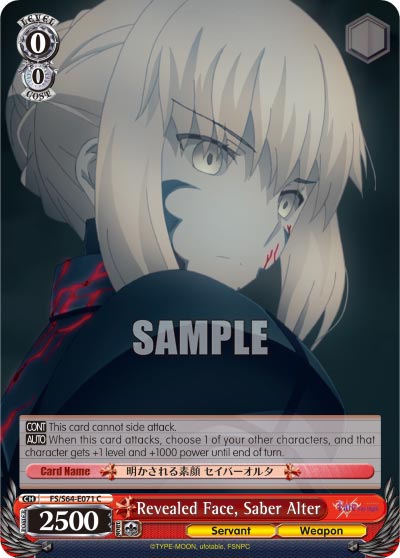 LEVEL
0
0
COST
SAMPLE
CONT This card cannot side attack.
AUTO When this card attacks, choose 1 of your other characters, and that
character gets +1 level and +1000 power until end of turn.
Card Name 明かされる素顔 セイバーオルタ
CH FS/S64-E071 C
Revealed Face, Saber Alter
POWER 2500 SOUL
Servant Weapon
©TYPE-MOON, ufotable, FSNPC